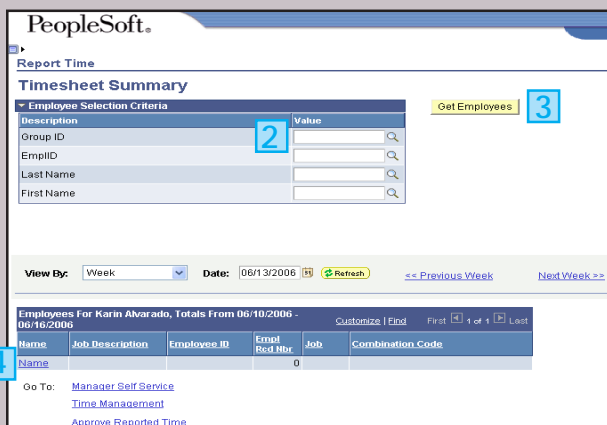 PeopleSoft.
Report Time
Timesheet Summary
Employee Selection Criteria
Get Employees 3
Description Value
Group ID 2
EmplID
Last Name
First Name
View By: Week Date: 06/13/2006 31 Refresh << Previous Week Next Week >>
Employees For Karin Alvarado, Totals From 06/10/2006 - Customize | Find First 1 of 1 Last
06/16/2006
Name Job Description Employee ID Empl Rcd Nbr Job Combination Code
4 Name 0
Go To: Manager Self Service
Time Management
Approve Reported Time